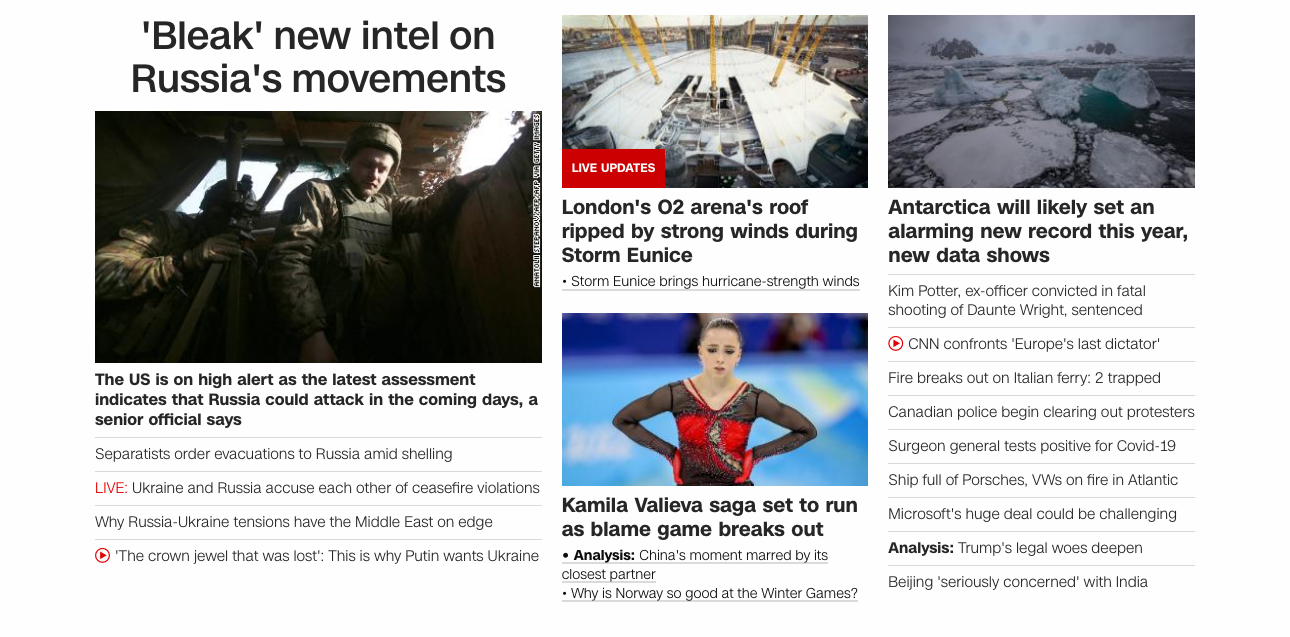 'Bleak' new intel on
Russia's movements
ANATOLII STEPANOV/AFP/AFP VIA GETTY IMAGES
The US is on high alert as the latest assessment
indicates that Russia could attack in the coming days, a
senior official says
Separatists order evacuations to Russia amid shelling
LIVE: Ukraine and Russia accuse each other of ceasefire violations
Why Russia-Ukraine tensions have the Middle East on edge
'The crown jewel that was lost': This is why Putin wants Ukraine
LIVE UPDATES
London's O2 arena's roof
ripped by strong winds during
Storm Eunice
• Storm Eunice brings hurricane-strength winds
Kamila Valieva saga set to run
as blame game breaks out
• Analysis: China's moment marred by its
closest partner
• Why is Norway so good at the Winter Games?
Antarctica will likely set an
alarming new record this year,
new data shows
Kim Potter, ex-officer convicted in fatal
shooting of Daunte Wright, sentenced
CNN confronts 'Europe's last dictator'
Fire breaks out on Italian ferry: 2 trapped
Canadian police begin clearing out protesters
Surgeon general tests positive for Covid-19
Ship full of Porsches, VWs on fire in Atlantic
Microsoft's huge deal could be challenging
Analysis: Trump's legal woes deepen
Beijing 'seriously concerned' with India